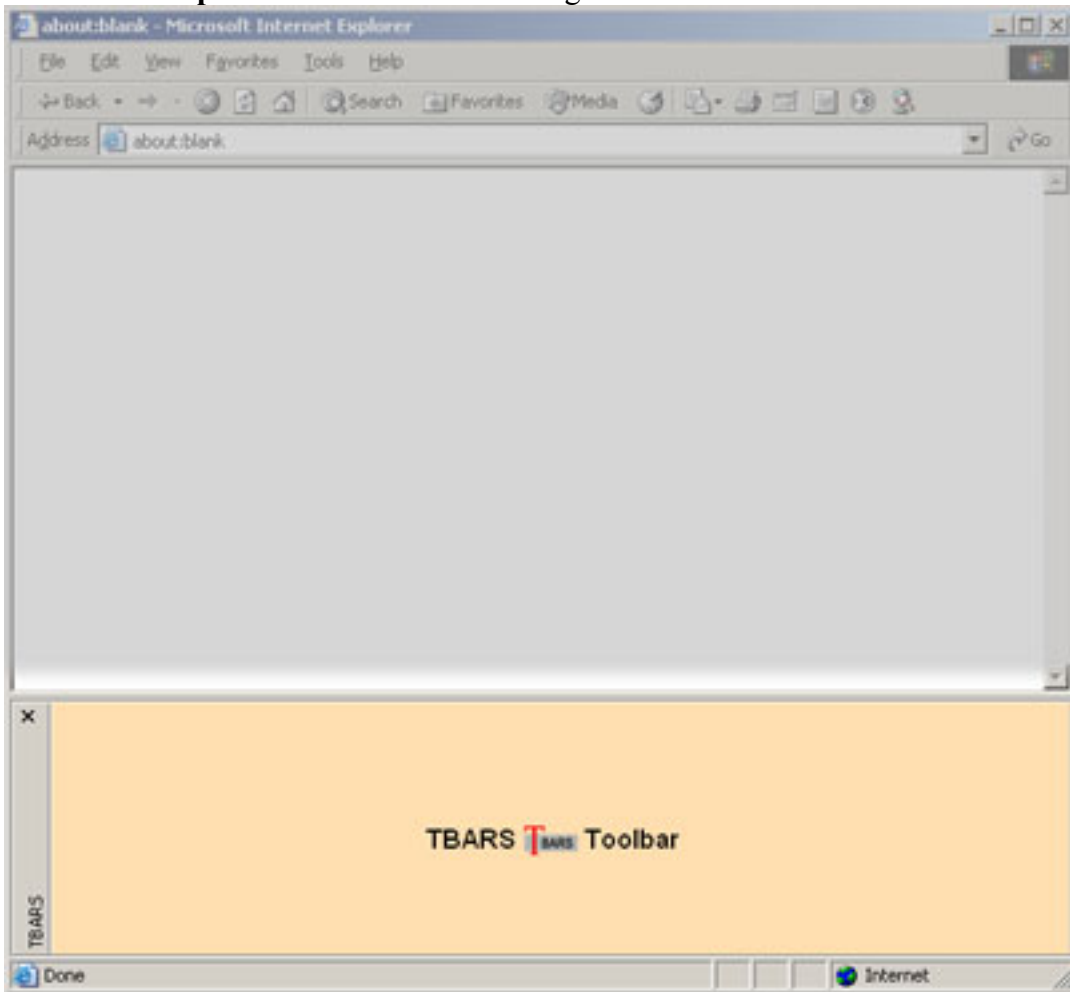 about:blank - Microsoft Internet Explorer
File Edit View Favorites Tools Help
Back Search Favorites Media
Address about:blank Go
TBARS TBARS Toolbar
TBARS
Done Internet